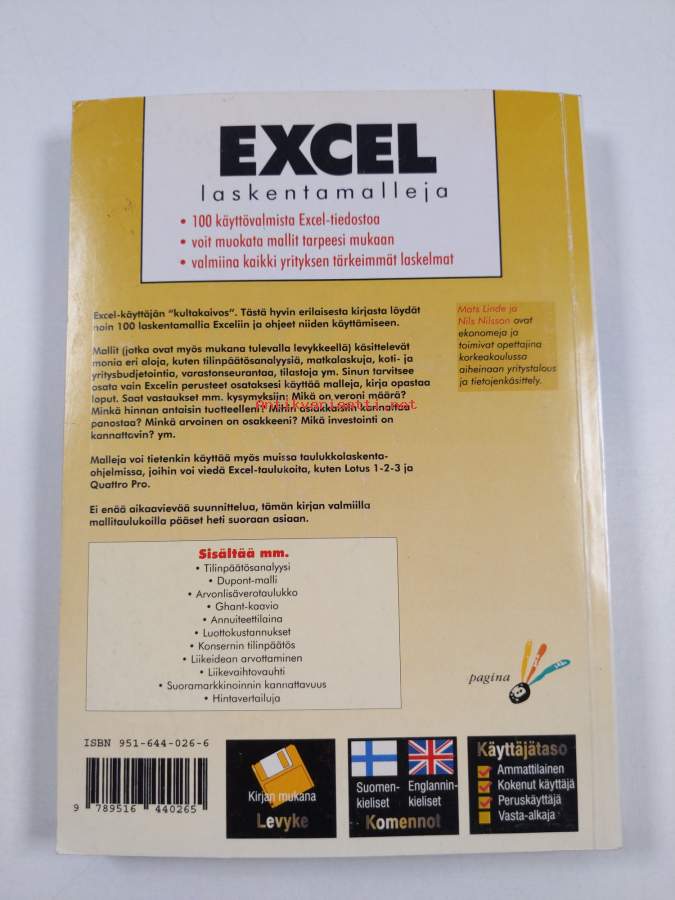 EXCEL
laskentamalleja
• 100 käyttövalmista Excel-tiedostoa
• voit muokata mallit tarpeesi mukaan
• valmiina kaikki yrityksen tärkeimmät laskelmat
Excel-käyttäjän "kultakaivos". Tästä hyvin erilaisesta kirjasta löydät
noin 100 laskentamallia Exceliin ja ohjeet niiden käyttämiseen.
Mallit (jotka ovat myös mukana tulevalla levykkeellä) käsittelevät
monia eri aloja, kuten tilinpäätösanalyysiä, matkalaskuja, koti- ja
yritysbudjetointia, varastonseurantaa, tilastoja ym. Sinun tarvitsee
osata vain Excelin perusteet osataksesi käyttää malleja, kirja opastaa
loput. Saat vastaukset mm. kysymyksiin: Mikä on veroni määrä?
Minkä hinnan antaisin tuotteelleni? Mihin asiakkaisiin kannattaa
panostaa? Minkä arvoinen on osakkeeni? Mikä investointi on
kannattavin? ym.
Malleja voi tietenkin käyttää myös muissa taulukkolaskenta-
ohjelmissa, joihin voi viedä Excel-taulukoita, kuten Lotus 1-2-3 ja
Quattro Pro.
Ei enää aikaavievää suunnittelua, tämän kirjan valmiilla
mallitaulukoilla pääset heti suoraan asiaan.
Mats Linde ja
Nils Nilsson ovat
ekonomeja ja
toimivat opettajina
korkeakoulussa
aiheinaan yritystalous
ja tietojenkäsittely.
antikvariaatti.net
Sisältää mm.
• Tilinpäätösanalyysi
• Dupont-malli
• Arvonlisäverotaulukko
• Ghant-kaavio
• Annuiteettilaina
• Luottokustannukset
• Konsernin tilinpäätös
• Liikeidean arvottaminen
• Liikevaihtovauhti
• Suoramarkkinoinnin kannattavuus
• Hintavertailuja
pagina
ISBN 951-644-026-6
9 789516 440265
Kirjan mukana
Levyke
Suomen-
kieliset
Englannin-
kieliset
Komennot
Käyttäjätaso
Ammattilainen
Kokenut käyttäjä
Peruskäyttäjä
Vasta-alkaja